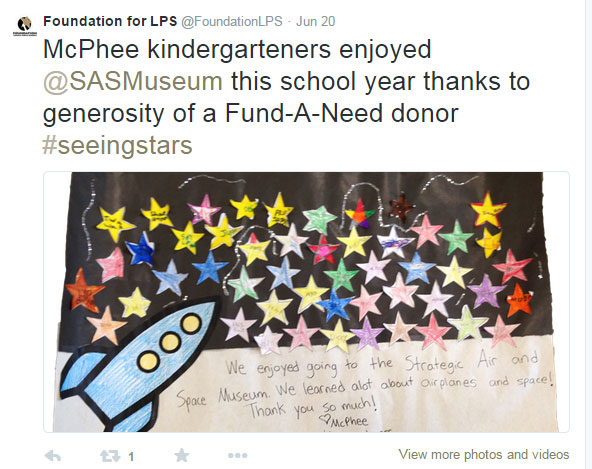 Foundation for LPS @FoundationLPS · Jun 20
McPhee kindergarteners enjoyed
@SASMuseum this school year thanks to
generosity of a Fund-A-Need donor
#seeingstars
We enjoyed going to the Strategic Air and
Space Museum. We learned alot about airplanes and space!
Thank you so much!
♡McPhee
1
View more photos and videos